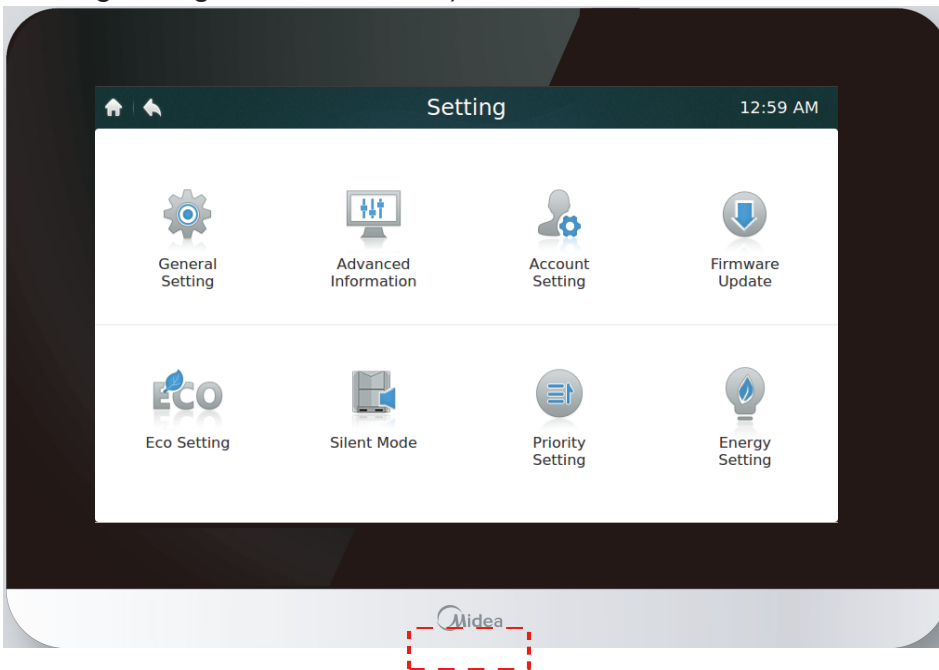 Setting
12:59 AM
General
Setting
Advanced
Information
Account
Setting
Firmware
Update
ECO
Eco Setting
Silent Mode
Priority
Setting
Energy
Setting
Midea